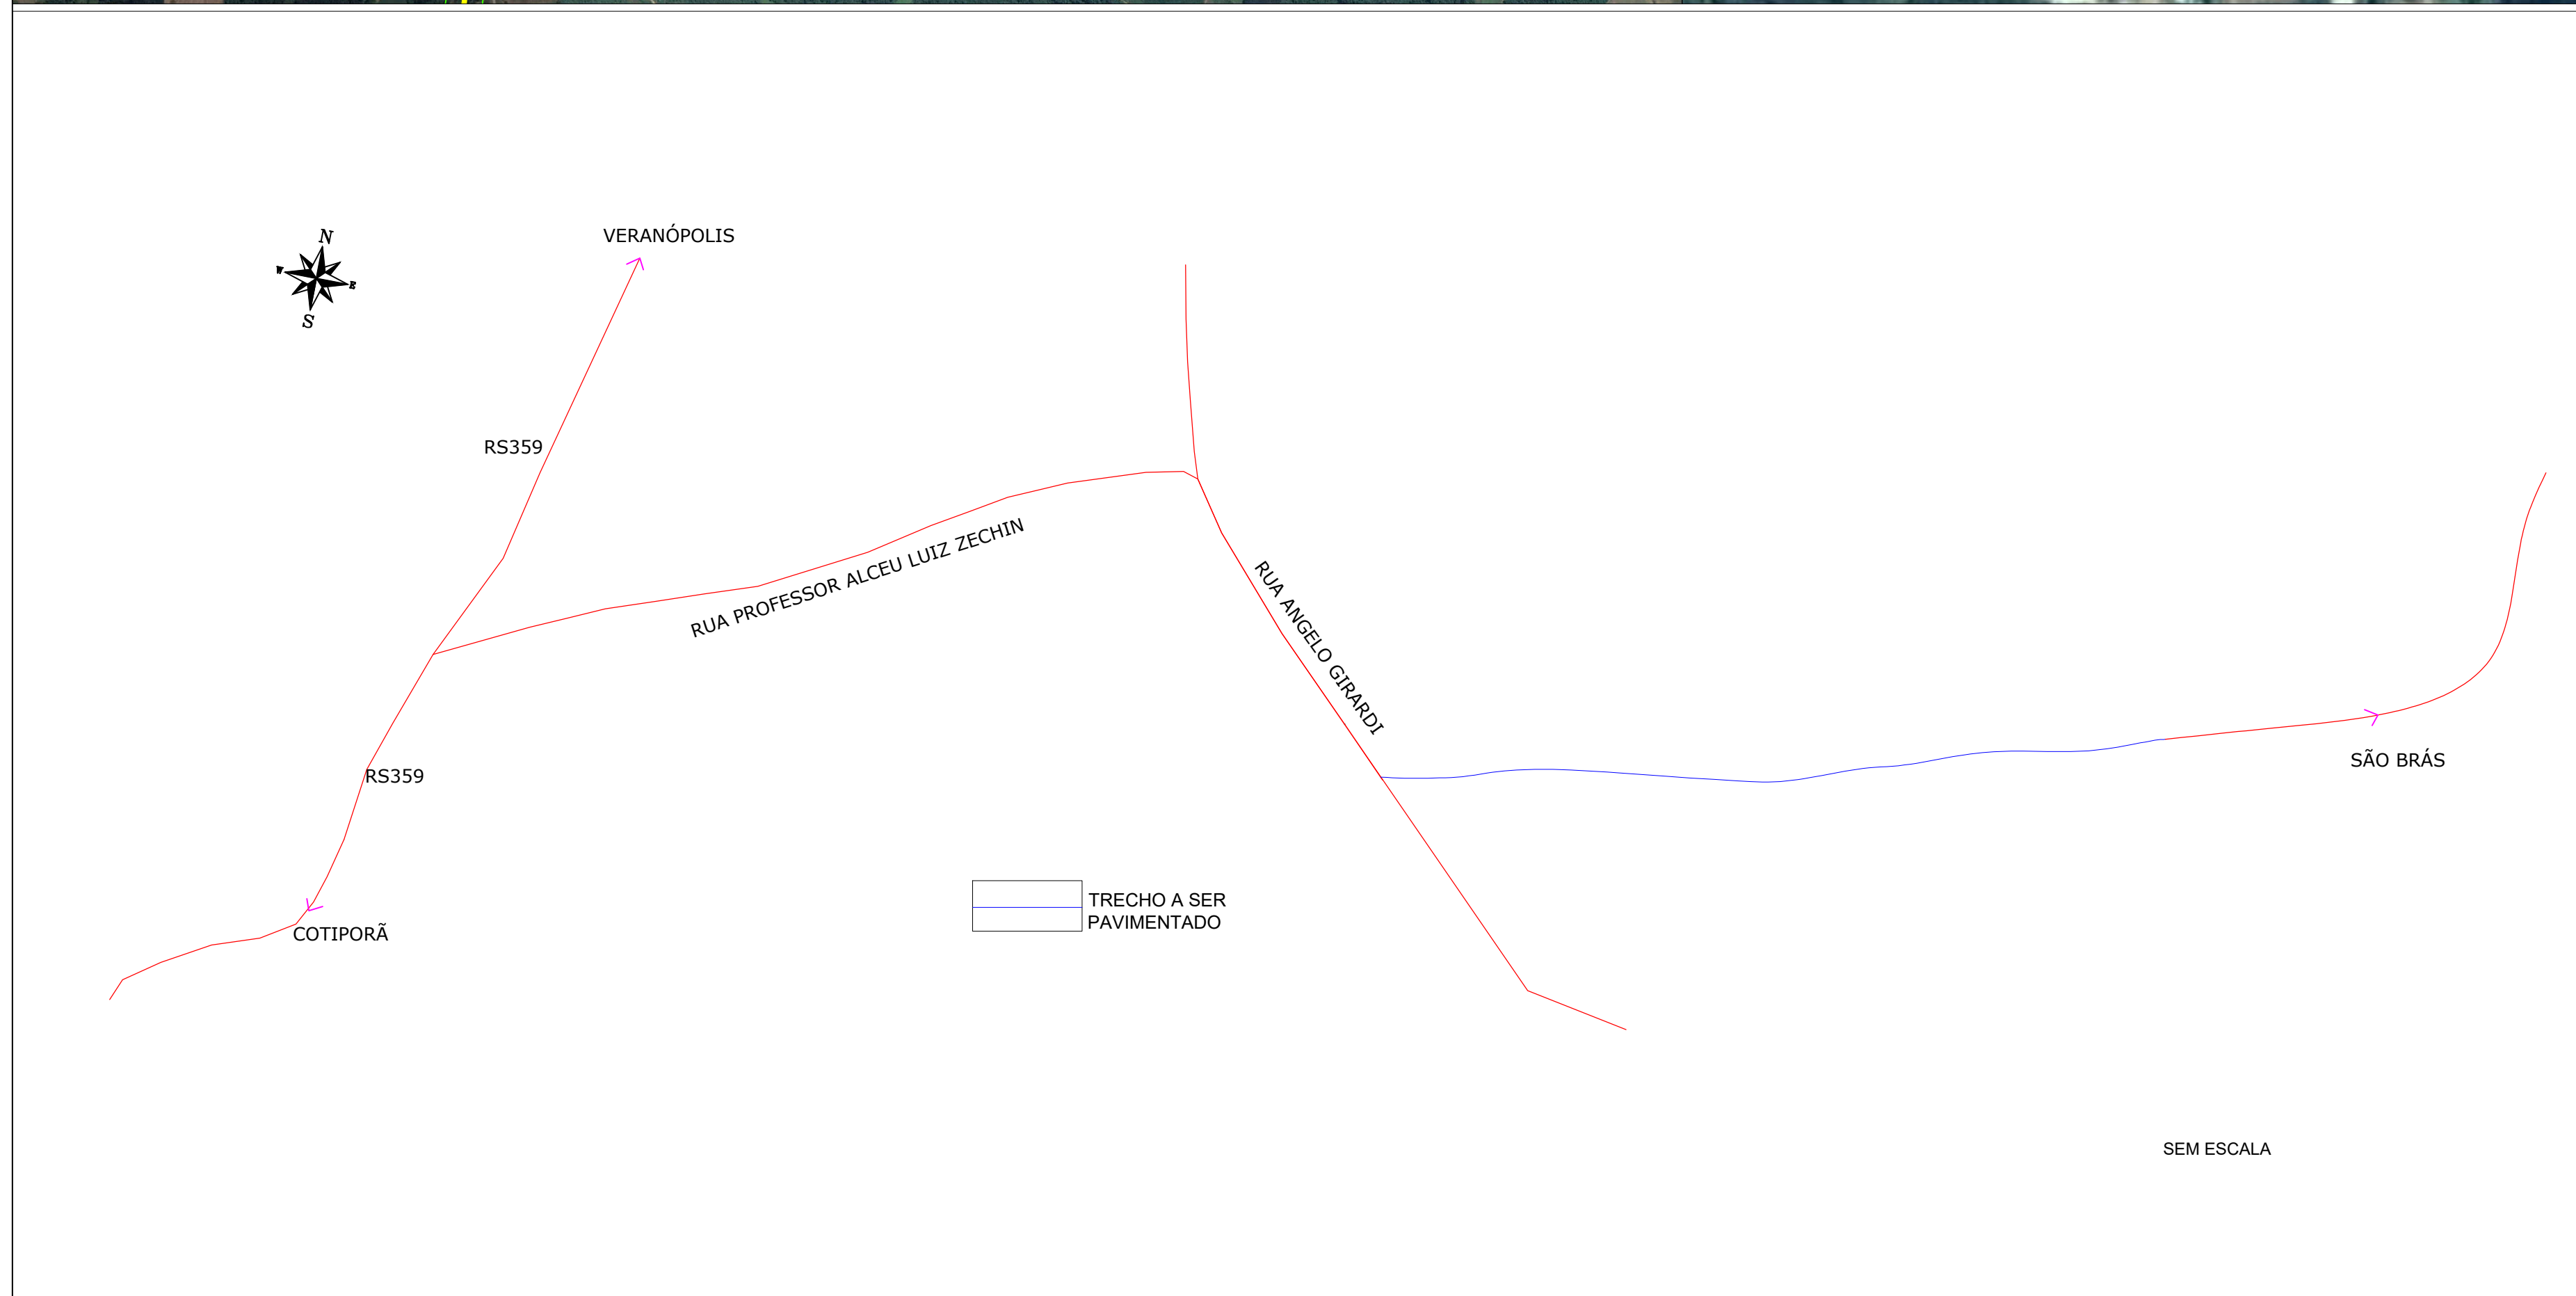 VERANÓPOLIS
N
W
E
S
RS359
RUA PROFESSOR ALCEU LUIZ ZECHIN
RUA ANGELO GIRARDI
SÃO BRÁS
RS359
TRECHO A SER
PAVIMENTADO
COTIPORÃ
SEM ESCALA